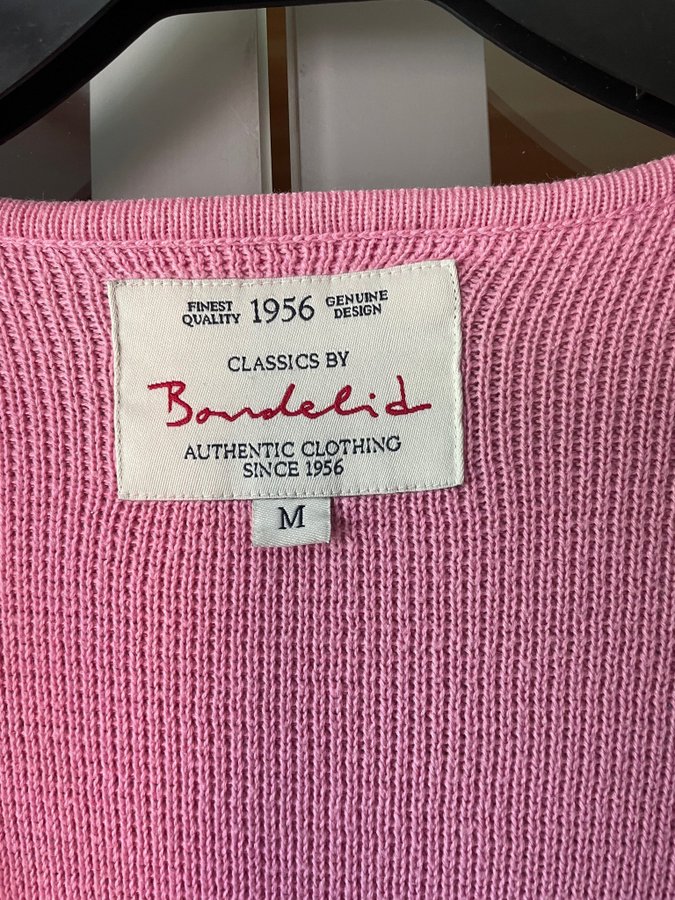 FINEST QUALITY 1956 GENUINE DESIGN
CLASSICS BY
Bondelid
AUTHENTIC CLOTHING
SINCE 1956
M